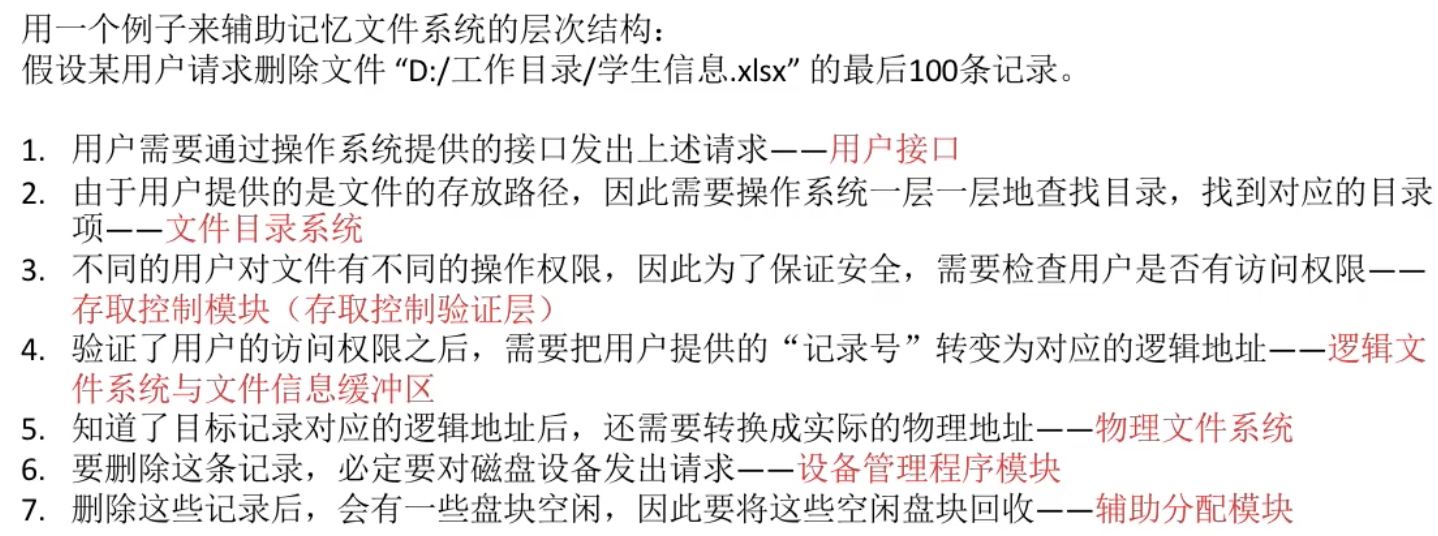 用一个例子来辅助记忆文件系统的层次结构：
假设某用户请求删除文件 “D:/工作目录/学生信息.xlsx” 的最后100条记录。
1. 用户需要通过操作系统提供的接口发出上述请求——用户接口
2. 由于用户提供的是文件的存放路径，因此需要操作系统一层一层地查找目录，找到对应的目录
项——文件目录系统
3. 不同的用户对文件有不同的操作权限，因此为了保证安全，需要检查用户是否有访问权限——
存取控制模块（存取控制验证层）
4. 验证了用户的访问权限之后，需要把用户提供的“记录号”转变为对应的逻辑地址——逻辑文
件系统与文件信息缓冲区
5. 知道了目标记录对应的逻辑地址后，还需要转换成实际的物理地址——物理文件系统
6. 要删除这条记录，必定要对磁盘设备发出请求——设备管理程序模块
7. 删除这些记录后，会有一些盘块空闲，因此要将这些空闲盘块回收——辅助分配模块